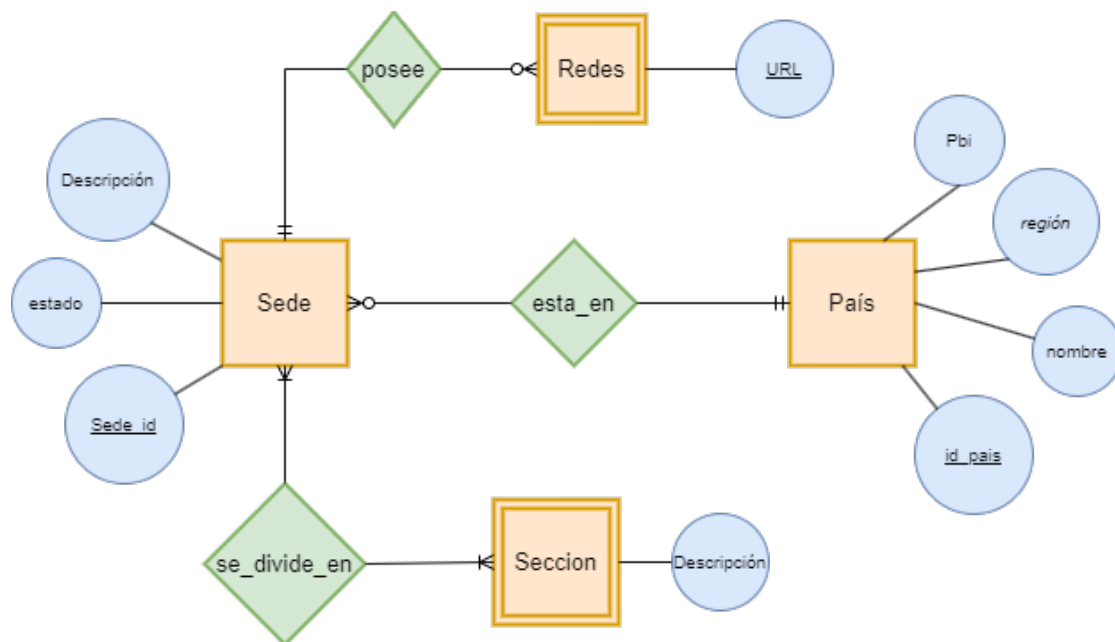 posee
Redes
URL
Pbi
Descripción
región
estado
Sede
esta_en
País
nombre
Sede_id
id_pais
se_divide_en
Seccion
Descripción